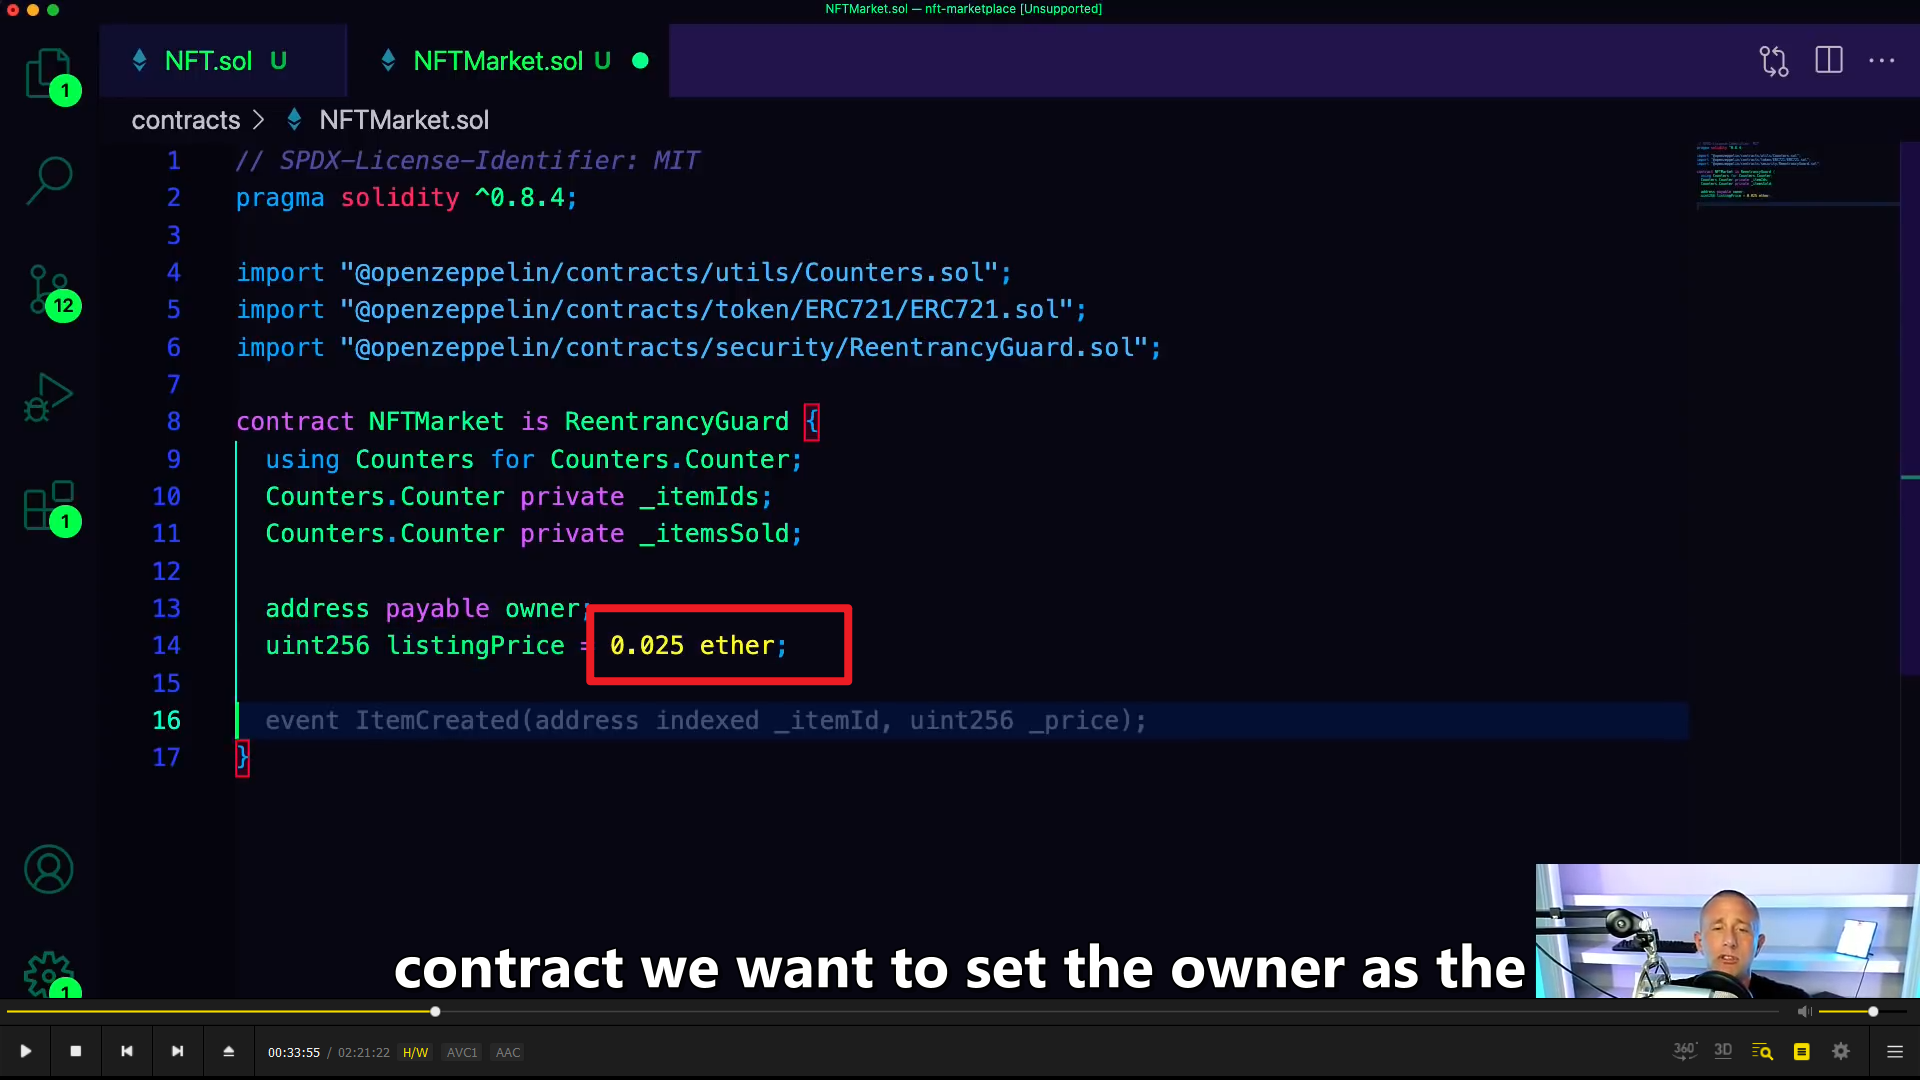 NFTMarket.sol — nft-marketplace [Unsupported]
NFT.sol U
NFTMarket.sol U
contracts > NFTMarket.sol
1 // SPDX-License-Identifier: MIT
2 pragma solidity ^0.8.4;
3
4 import "@openzeppelin/contracts/utils/Counters.sol";
5 import "@openzeppelin/contracts/token/ERC721/ERC721.sol";
6 import "@openzeppelin/contracts/security/ReentrancyGuard.sol";
7
8 contract NFTMarket is ReentrancyGuard {
9 using Counters for Counters.Counter;
10 Counters.Counter private _itemIds;
11 Counters.Counter private _itemsSold;
12
13 address payable owner;
14 uint256 listingPrice = 0.025 ether;
15
16 event ItemCreated(address indexed _itemId, uint256 _price);
17 }
1
12
1
1
contract we want to set the owner as the
00:33:55 / 02:21:22 H/W AVC1 AAC
360° 3D